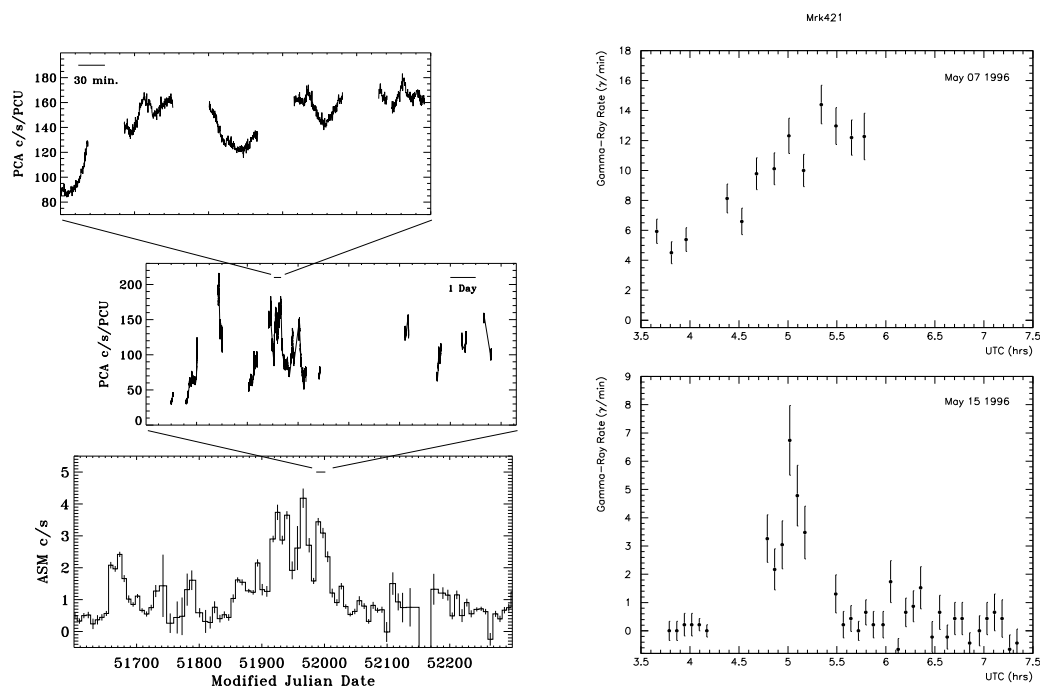 Mrk421
PCA c/s/PCU
180
160
140
120
100
80
30 min.
PCA c/s/PCU
200
150
100
50
0
1 Day
ASM c/s
5
4
3
2
1
0
51700 51800 51900 52000 52100 52200
Modified Julian Date
Gamma-Ray Rate (γ/min)
18
16
14
12
10
8
6
4
2
0
May 07 1996
3.5 4 4.5 5 5.5 6 6.5 7 7.5
UTC (hrs)
Gamma-Ray Rate (γ/min)
9
8
7
6
5
4
3
2
1
0
May 15 1996
3.5 4 4.5 5 5.5 6 6.5 7 7.5
UTC (hrs)